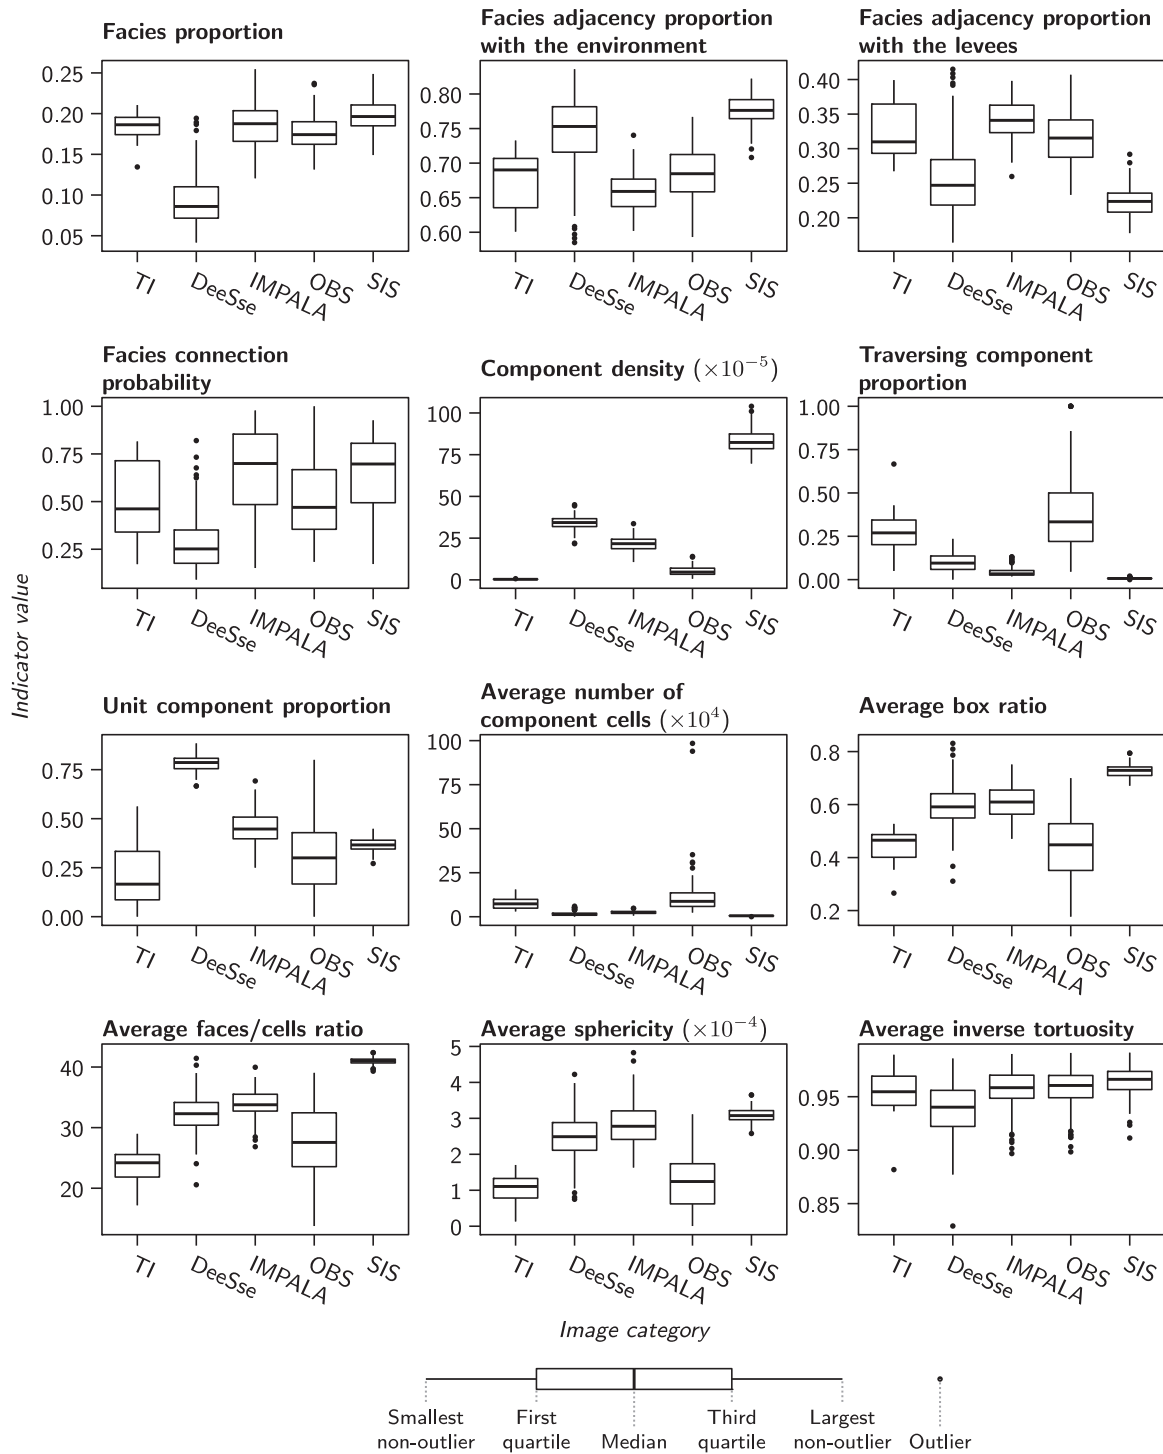 Facies proportion
Facies adjacency proportion
with the environment
Facies adjacency proportion
with the levees
0.25
0.20
0.15
0.10
0.05
0.80
0.75
0.70
0.65
0.60
0.40
0.35
0.30
0.25
0.20
TI
DeeSse
IMPALA
OBS
SIS
TI
DeeSse
IMPALA
OBS
SIS
TI
DeeSse
IMPALA
OBS
SIS
Facies connection
probability
Component density (×10⁻⁵)
Traversing component
proportion
1.00
0.75
0.50
0.25
100
75
50
25
0
1.00
0.75
0.50
0.25
0.00
TI
DeeSse
IMPALA
OBS
SIS
TI
DeeSse
IMPALA
OBS
SIS
TI
DeeSse
IMPALA
OBS
SIS
Indicator value
Unit component proportion
Average number of
component cells (×10⁴)
Average box ratio
0.75
0.50
0.25
0.00
100
75
50
25
0
0.8
0.6
0.4
0.2
TI
DeeSse
IMPALA
OBS
SIS
TI
DeeSse
IMPALA
OBS
SIS
TI
DeeSse
IMPALA
OBS
SIS
Average faces/cells ratio
Average sphericity (×10⁻⁴)
Average inverse tortuosity
40
30
20
5
4
3
2
1
0
0.95
0.90
0.85
TI
DeeSse
IMPALA
OBS
SIS
TI
DeeSse
IMPALA
OBS
SIS
TI
DeeSse
IMPALA
OBS
SIS
Image category
Smallest
non-outlier
First
quartile
Median
Third
quartile
Largest
non-outlier
Outlier